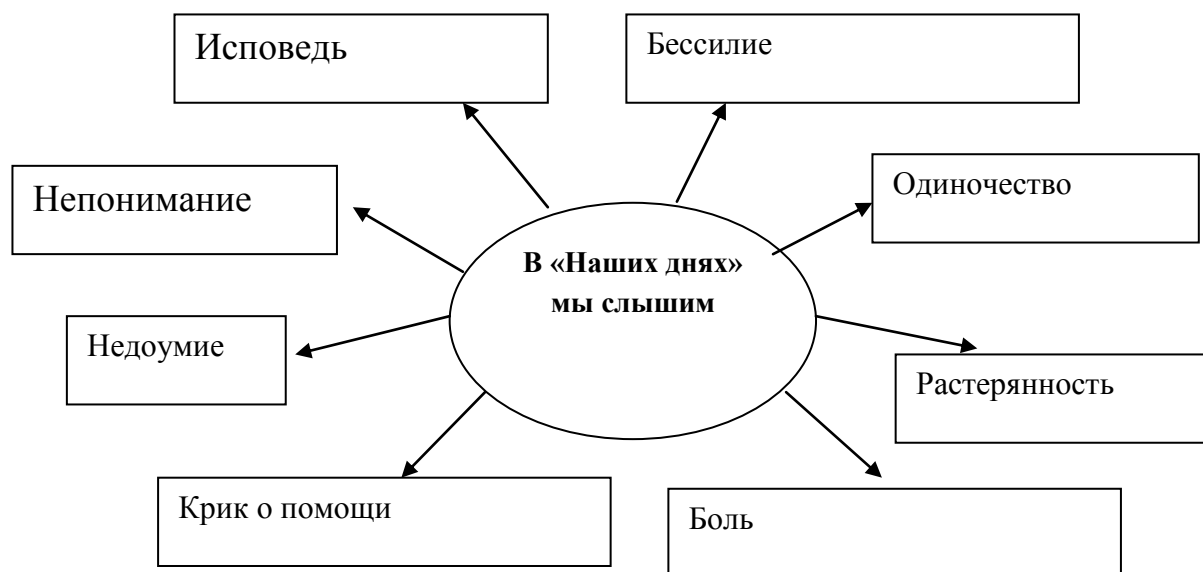 Исповедь
Бессилие
Непонимание
Одиночество
В «Наших днях»
мы слышим
Недоумие
Растерянность
Крик о помощи
Боль